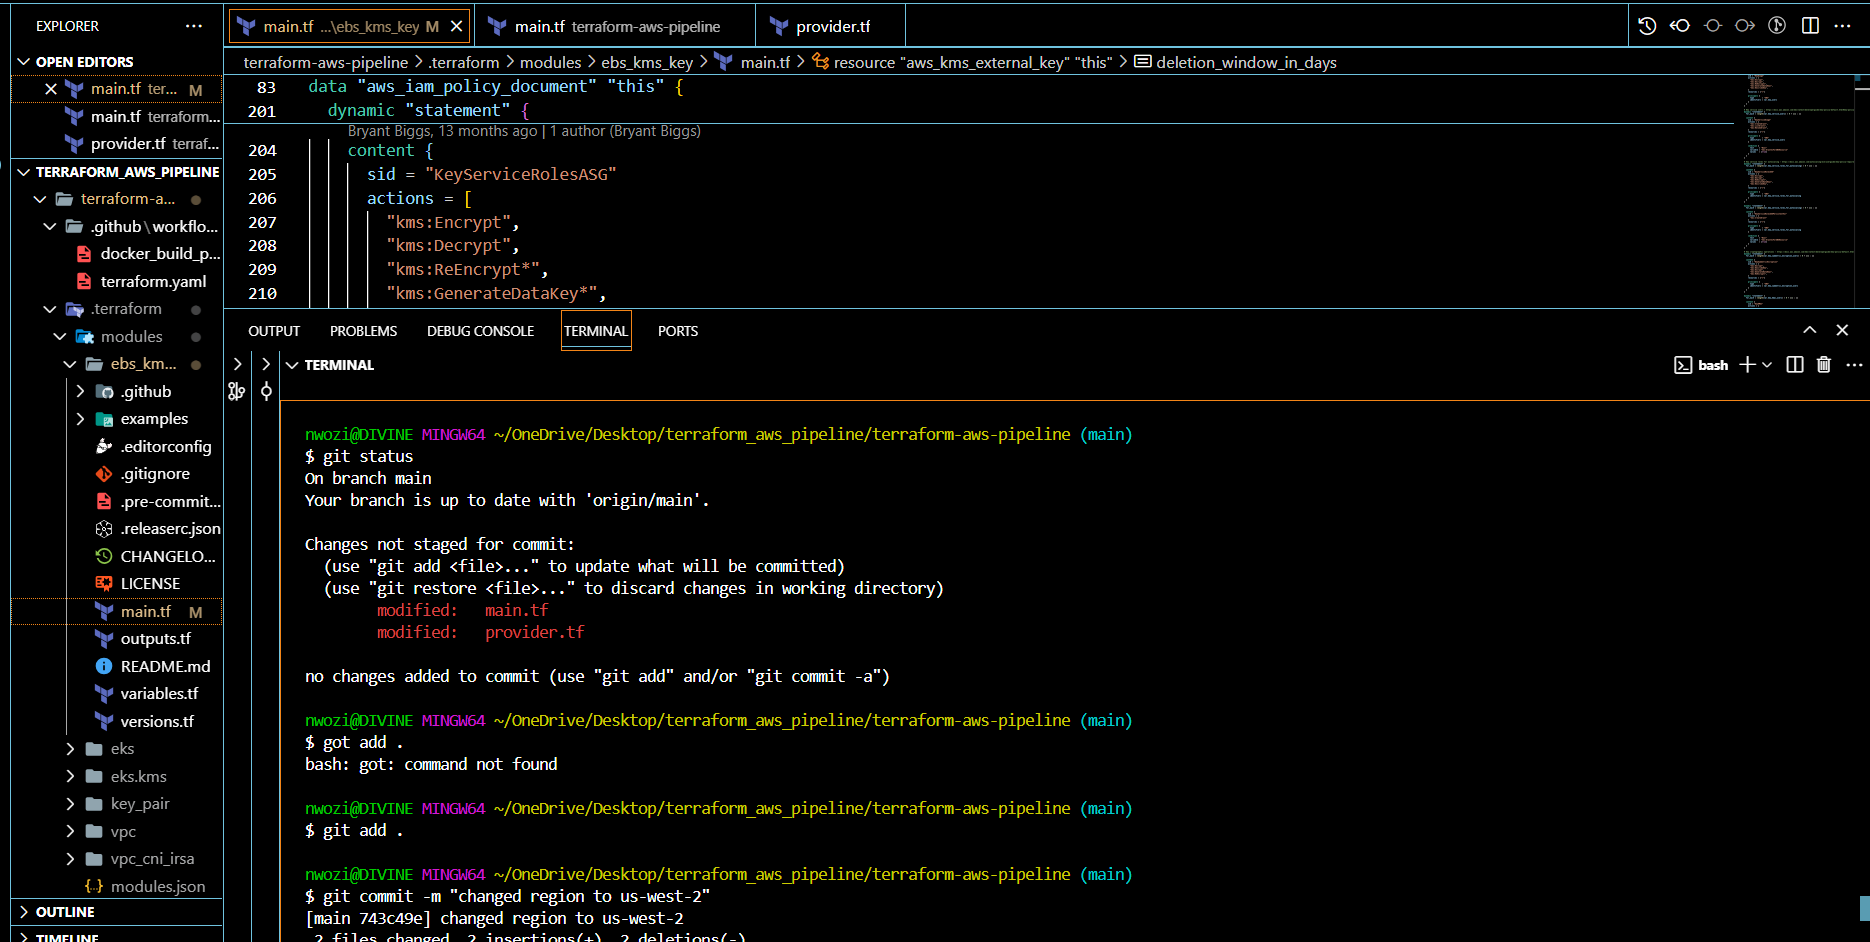 EXPLORER
OPEN EDITORS
main.tf ter... M
main.tf terraform...
provider.tf terraf...
TERRAFORM_AWS_PIPELINE
terraform-a...
.github\workflo...
docker_build_p...
terraform.yaml
.terraform
modules
ebs_km...
.github
examples
.editorconfig
.gitignore
.pre-commit...
.releaserc.json
CHANGELO...
LICENSE
main.tf M
outputs.tf
README.md
variables.tf
versions.tf
eks
eks.kms
key_pair
vpc
vpc_cni_irsa
modules.json
OUTLINE
TIMELINE
main.tf ...\ebs_kms_key M
main.tf terraform-aws-pipeline
provider.tf
terraform-aws-pipeline > .terraform > modules > ebs_kms_key > main.tf > resource "aws_kms_external_key" "this" > deletion_window_in_days
83 data "aws_iam_policy_document" "this" {
201 dynamic "statement" {
Bryant Biggs, 13 months ago | 1 author (Bryant Biggs)
204 content {
205 sid = "KeyServiceRolesASG"
206 actions = [
207 "kms:Encrypt",
208 "kms:Decrypt",
209 "kms:ReEncrypt*",
210 "kms:GenerateDataKey*",
OUTPUT PROBLEMS DEBUG CONSOLE TERMINAL PORTS
TERMINAL
bash
nwozi@DIVINE MINGW64 ~/OneDrive/Desktop/terraform_aws_pipeline/terraform-aws-pipeline (main)
$ git status
On branch main
Your branch is up to date with 'origin/main'.
Changes not staged for commit:
(use "git add <file>..." to update what will be committed)
(use "git restore <file>..." to discard changes in working directory)
modified: main.tf
modified: provider.tf
no changes added to commit (use "git add" and/or "git commit -a")
nwozi@DIVINE MINGW64 ~/OneDrive/Desktop/terraform_aws_pipeline/terraform-aws-pipeline (main)
$ got add .
bash: got: command not found
nwozi@DIVINE MINGW64 ~/OneDrive/Desktop/terraform_aws_pipeline/terraform-aws-pipeline (main)
$ git add .
nwozi@DIVINE MINGW64 ~/OneDrive/Desktop/terraform_aws_pipeline/terraform-aws-pipeline (main)
$ git commit -m "changed region to us-west-2"
[main 743c49e] changed region to us-west-2
2 files changed, 2 insertions(+), 2 deletions(-)